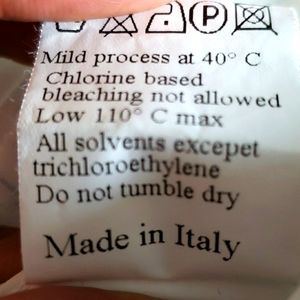 P
Mild process at 40° C
Chlorine based
bleaching not allowed
Low 110° C max
All solvents excepet
trichloroethylene
Do not tumble dry
Made in Italy